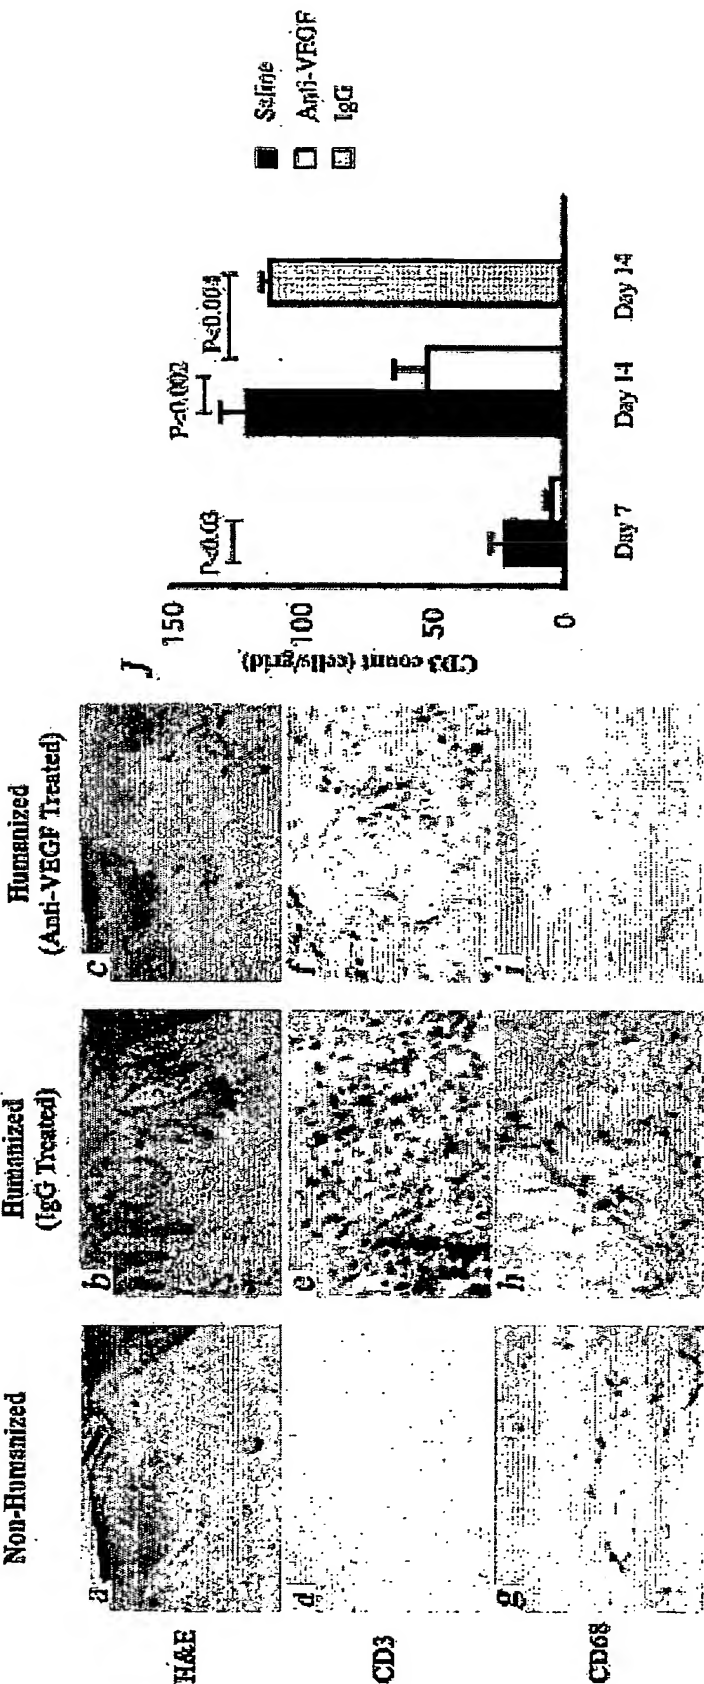 Non-Humanized
Humanized
(IgG Treated)
Humanized
(Anti-VEGF Treated)
H&E
a
b
c
CD3
d
e
f
CD68
g
h
J
CD3 count (cells/grid)
150
100
50
0
P<0.03
P<0.002
P<0.004
Day 7
Day 14
Day 14
Saline
Anti-VEGF
IgG